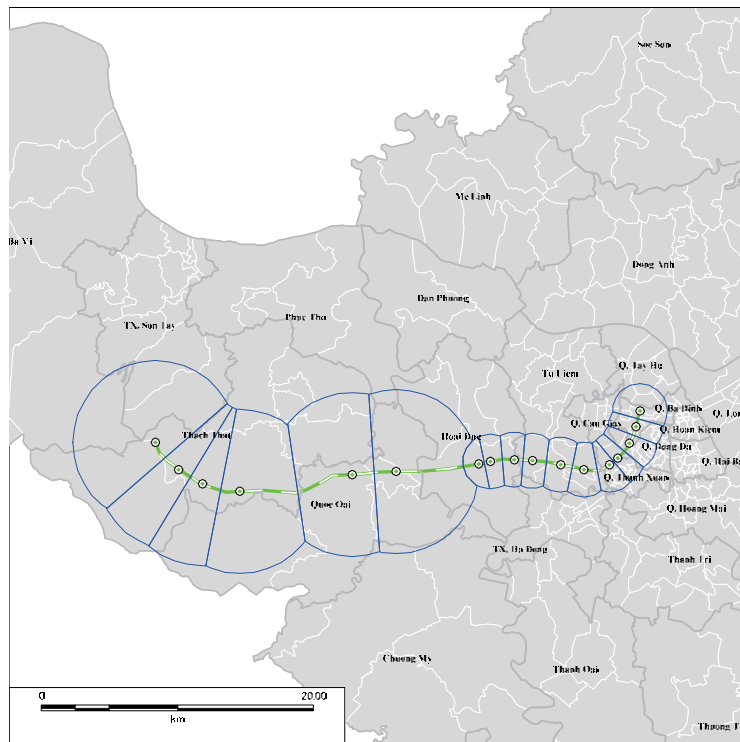 Soc Son
Me Linh
Ba Vi
Dong Anh
Dan Phuong
Phuc Tho
TX. Son Tay
Q. Tay Ho
Tu Liem
Q. Ba Dinh
Q. Lon
Q. Cau Giay
Q. Hoan Kiem
Thach That
Hoai Duc
Q. Dong Da
Q. Hai Ba
Q. Thanh Xuan
Quoc Oai
Q. Hoang Mai
TX. Ha Dong
Thanh Tri
Chuong My
Thanh Oai
0 20.00
km
Thuong T